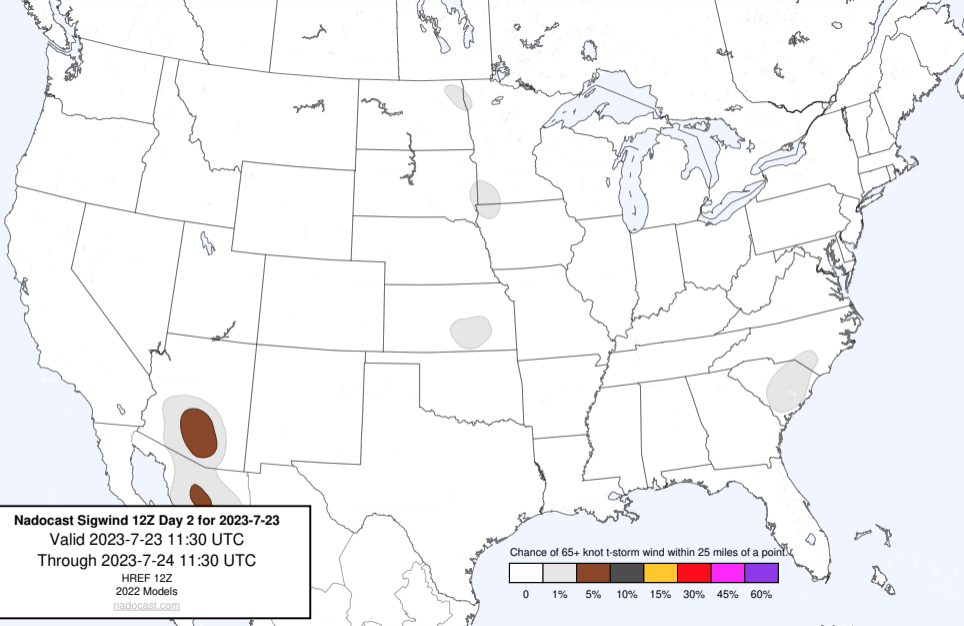 Nadocast Sigwind 12Z Day 2 for 2023-7-23
Valid 2023-7-23 11:30 UTC
Through 2023-7-24 11:30 UTC
HREF 12Z
2022 Models
nadocast.com
Chance of 65+ knot t-storm wind within 25 miles of a point.
0 1% 5% 10% 15% 30% 45% 60%